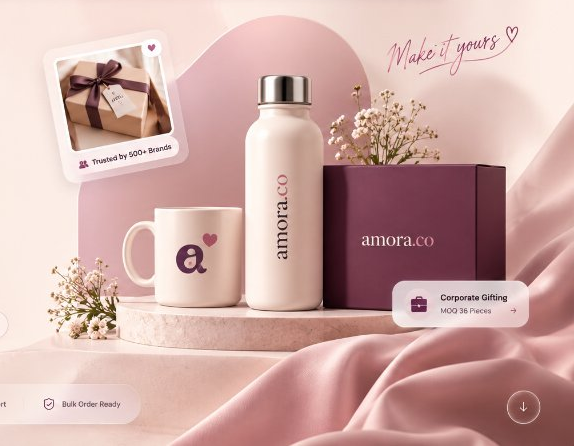 Make it yours
Trusted by 500+ Brands
a
amora.co
amora.co
Corporate Gifting
MOQ 36 Pieces
rt
Bulk Order Ready